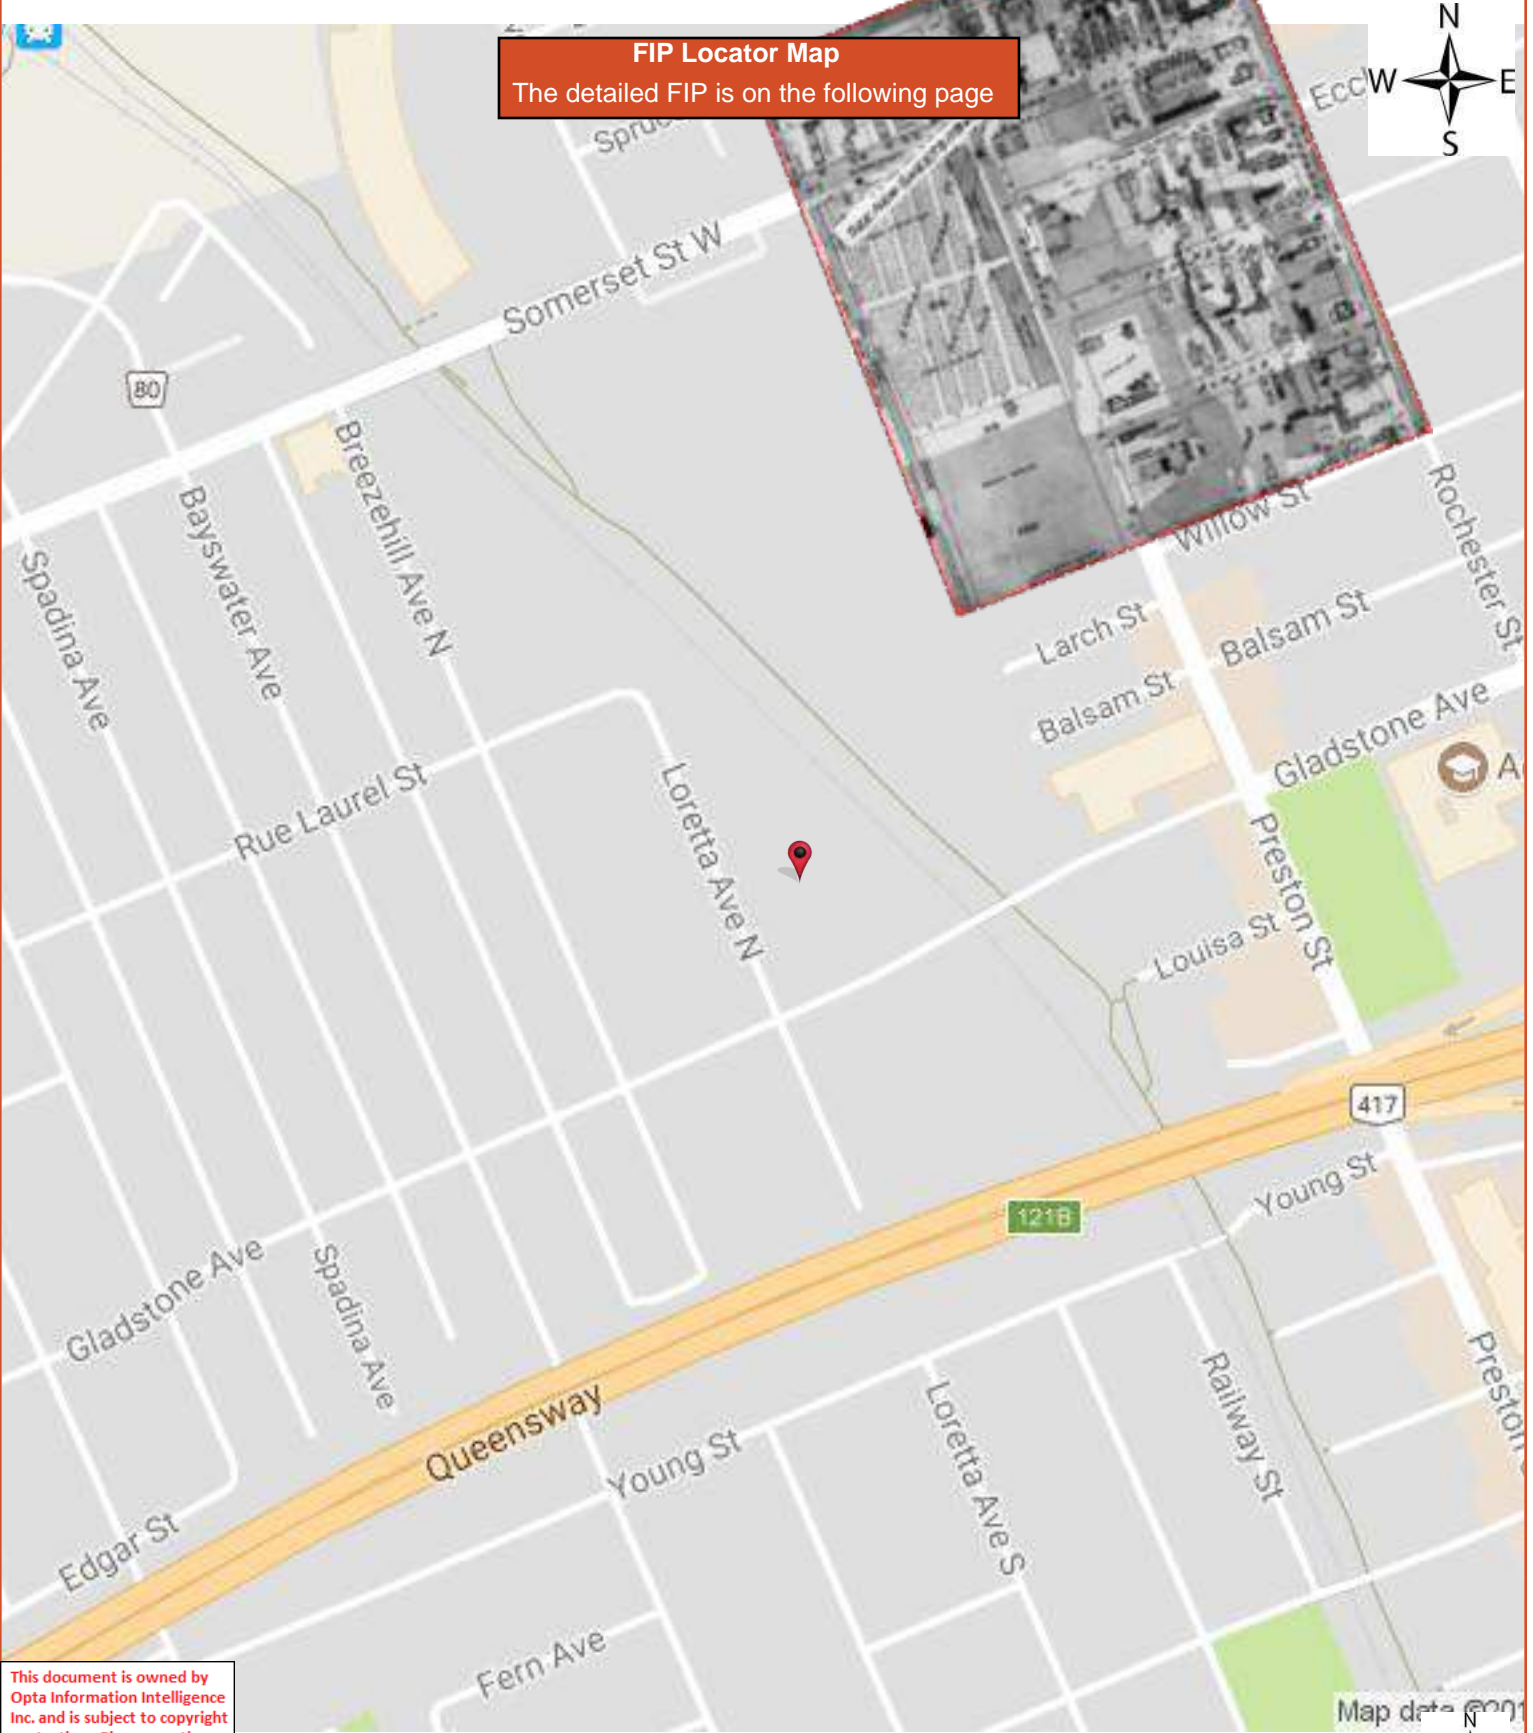 N
W
E
S
FIP Locator Map
The detailed FIP is on the following page
Somerset St W
80
Breezehill Ave N
Bayswater Ave
Spadina Ave
Willow St
Rochester St
Larch St
Balsam St
Balsam St
Gladstone Ave
Rue Laurel St
Loretta Ave N
Preston St
Louisa St
417
Young St
121B
Gladstone Ave
Spadina Ave
Queensway
Young St
Loretta Ave S
Railway St
Edgar St
Fern Ave
This document is owned by
Opta Information Intelligence
Inc. and is subject to copyright
Map data
N